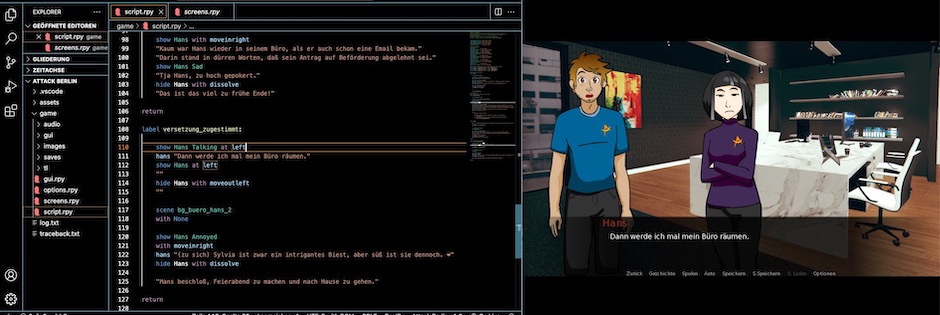 EXPLORER
GEÖFFNETE EDITOREN
script.rpy game
screens.rpy game
GLIEDERUNG
ZEITACHSE
ATTACK BERLIN
.vscode
assets
game
audio
gui
images
saves
tl
gui.rpy
options.rpy
screens.rpy
script.rpy
log.txt
traceback.txt
script.rpy
screens.rpy
game > script.rpy > ...
98 show Hans with moveinright
99 "Kaum war Hans wieder in seinem Büro, als er auch schon eine Email bekam."
100 "Darin stand in dürren Worten, daß sein Antrag auf Beförderung abgelehnt sei."
101 show Hans Sad
102 "Tja Hans, zu hoch gepokert."
103 hide Hans with dissolve
104 "Das ist das viel zu frühe Ende!"
105
106 return
107
108 label versetzung_zugestimmt:
109
110 show Hans Talking at left
111 hans "Dann werde ich mal mein Büro räumen."
112 show Hans at left
113 ""
114 hide Hans with moveoutleft
115 ""
116
117 scene bg_buero_hans_2
118 with None
119
120 show Hans Annoyed
121 with moveinright
122 hans "(zu sich) Sylvia ist zwar ein intrigantes Biest, aber süß ist sie dennoch. ❤"
123 hide Hans with dissolve
124
125 "Hans beschloß, Feierabend zu machen und nach Hause zu gehen."
126
127 return
128
Hans
Dann werde ich mal mein Büro räumen.
Zurück Geschichte Spulen Auto Speichern S.Speichern S. Laden Optionen